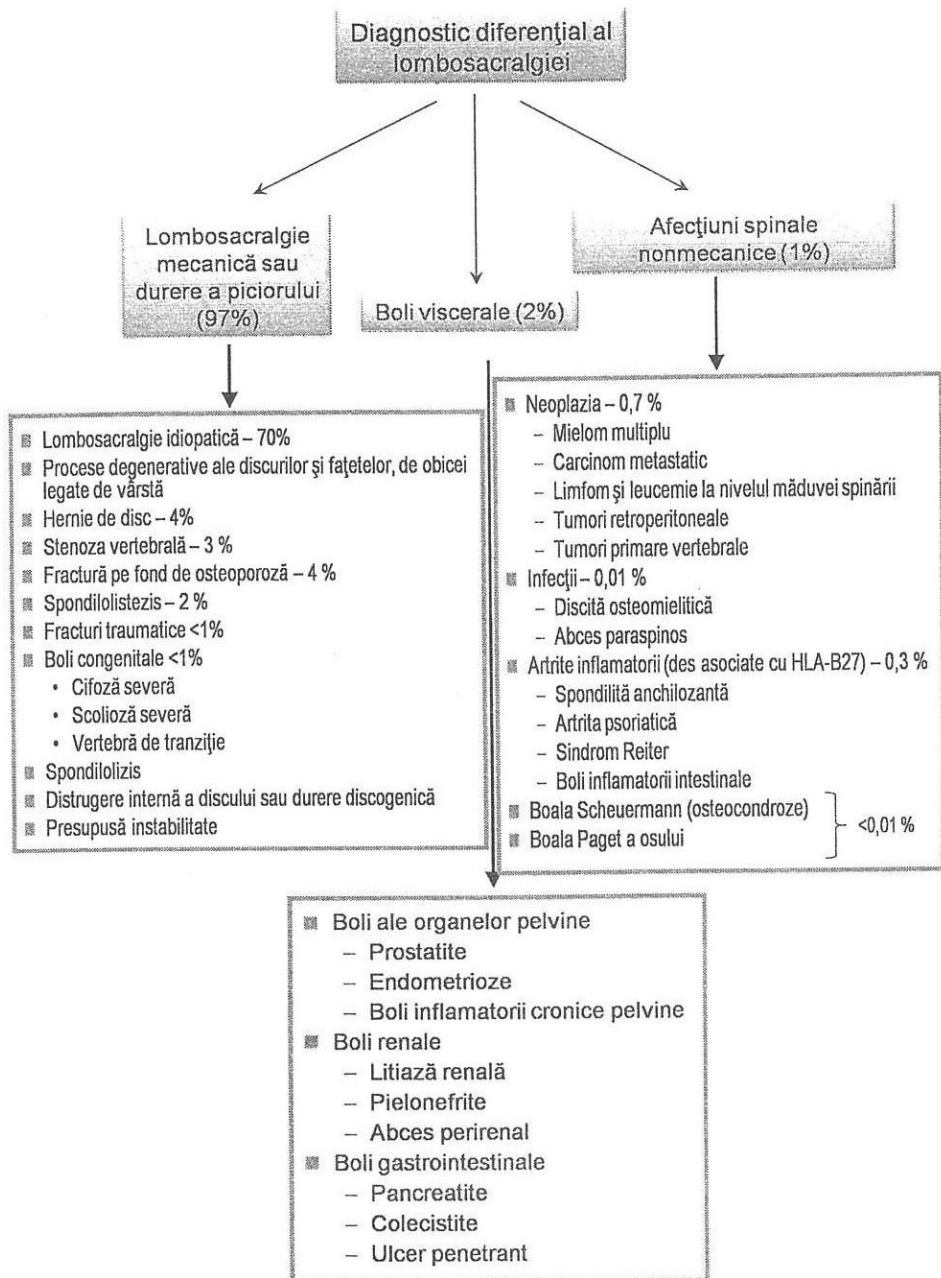 Diagnostic diferenţial al
lombosacralgiei
Lombosacralgie
mecanică sau
durere a piciorului
(97%)
Boli viscerale (2%)
Afecţiuni spinale
nonmecanice (1%)
Lombosacralgie idiopatică – 70%
Procese degenerative ale discurilor şi faţetelor, de obicei
legate de vârstă
Hernie de disc – 4%
Stenoza vertebrală – 3 %
Fractură pe fond de osteoporoză – 4 %
Spondilolistezis – 2 %
Fracturi traumatice <1%
Boli congenitale <1%
• Cifoză severă
• Scolioză severă
• Vertebră de tranziţie
Spondilolizis
Distrugere internă a discului sau durere discogenică
Presupusă instabilitate
Neoplazia – 0,7 %
– Mielom multiplu
– Carcinom metastatic
– Limfom şi leucemie la nivelul măduvei spinării
– Tumori retroperitoneale
– Tumori primare vertebrale
Infecţii – 0,01 %
– Discită osteomielitică
– Abces paraspinos
Artrite inflamatorii (des asociate cu HLA-B27) – 0,3 %
– Spondilită anchilozantă
– Artrita psoriatică
– Sindrom Reiter
– Boli inflamatorii intestinale
Boala Scheuermann (osteocondroze)
Boala Paget a osului
<0,01 %
Boli ale organelor pelvine
– Prostatite
– Endometrioze
– Boli inflamatorii cronice pelvine
Boli renale
– Litiază renală
– Pielonefrite
– Abces perirenal
Boli gastrointestinale
– Pancreatite
– Colecistite
– Ulcer penetrant